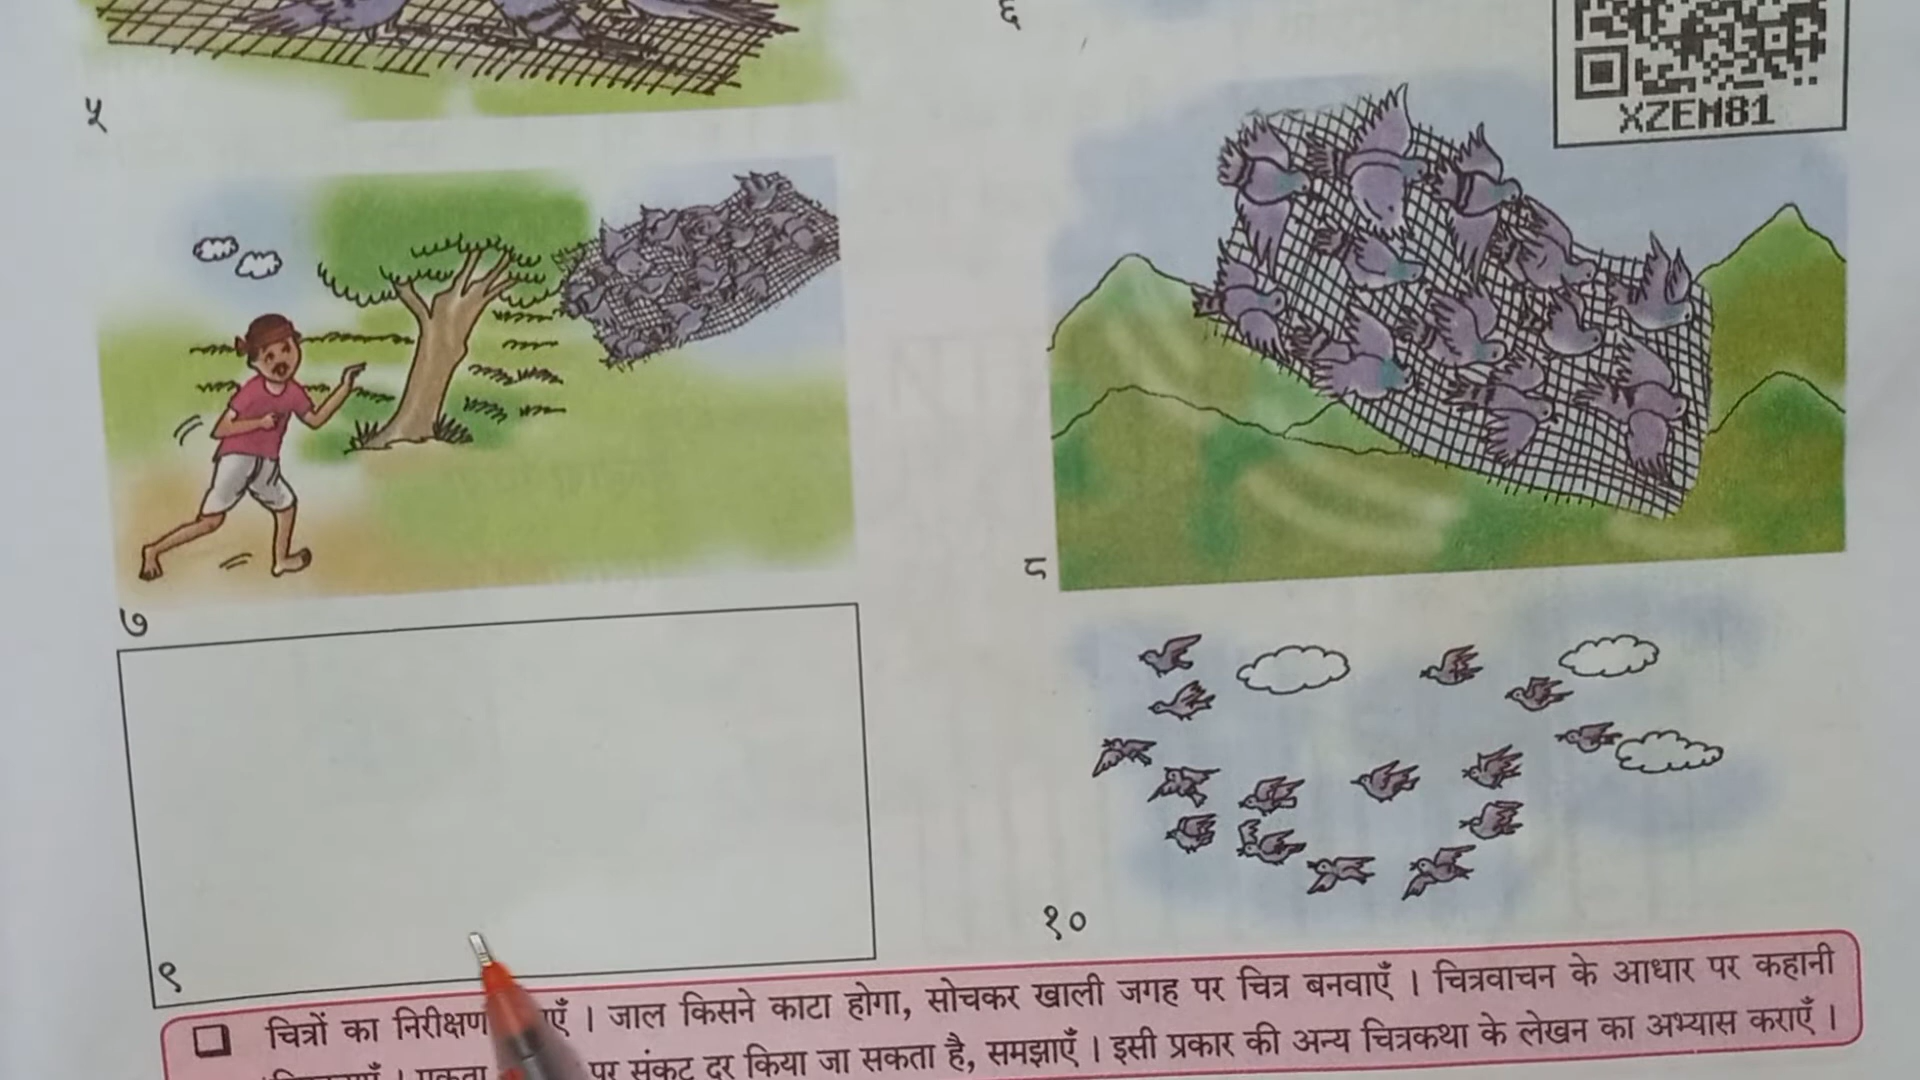 ६
XZEM81
५
७
८
९
१०
चित्रों का निरीक्षण । जाल किसने काटा होगा, सोचकर खाली जगह पर चित्र बनवाएँ । चित्रवाचन के आधार पर कहानी
पर संकट दूर किया जा सकता है, समझाएँ । इसी प्रकार की अन्य चित्रकथा के लेखन का अभ्यास कराएँ ।